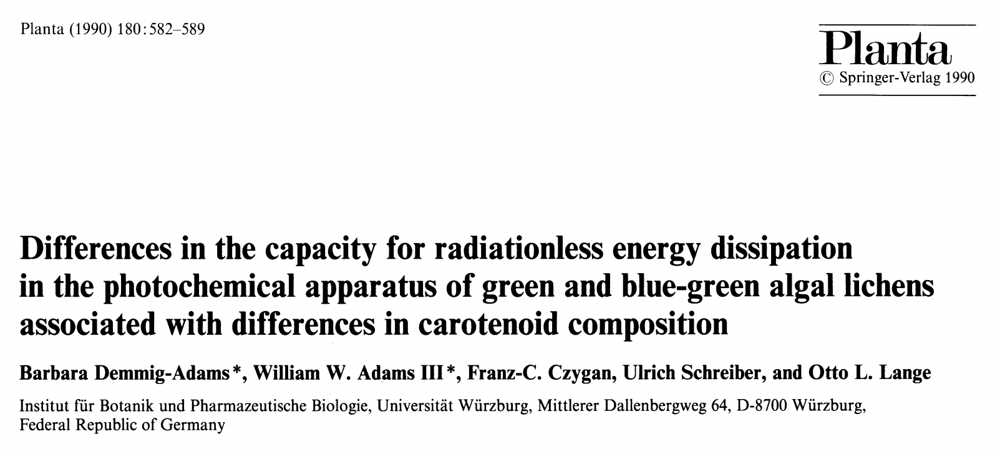 Planta (1990) 180:582–589
Planta
© Springer-Verlag 1990
Differences in the capacity for radiationless energy dissipation
in the photochemical apparatus of green and blue-green algal lichens
associated with differences in carotenoid composition
Barbara Demmig-Adams*, William W. Adams III*, Franz-C. Czygan, Ulrich Schreiber, and Otto L. Lange
Institut für Botanik und Pharmazeutische Biologie, Universität Würzburg, Mittlerer Dallenbergweg 64, D-8700 Würzburg,
Federal Republic of Germany